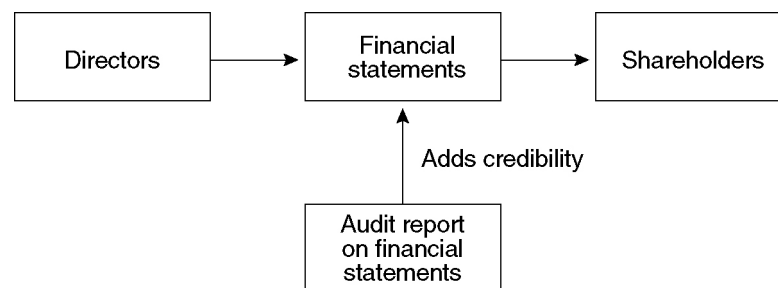 Directors
Financial
statements
Shareholders
Adds credibility
Audit report
on financial
statements